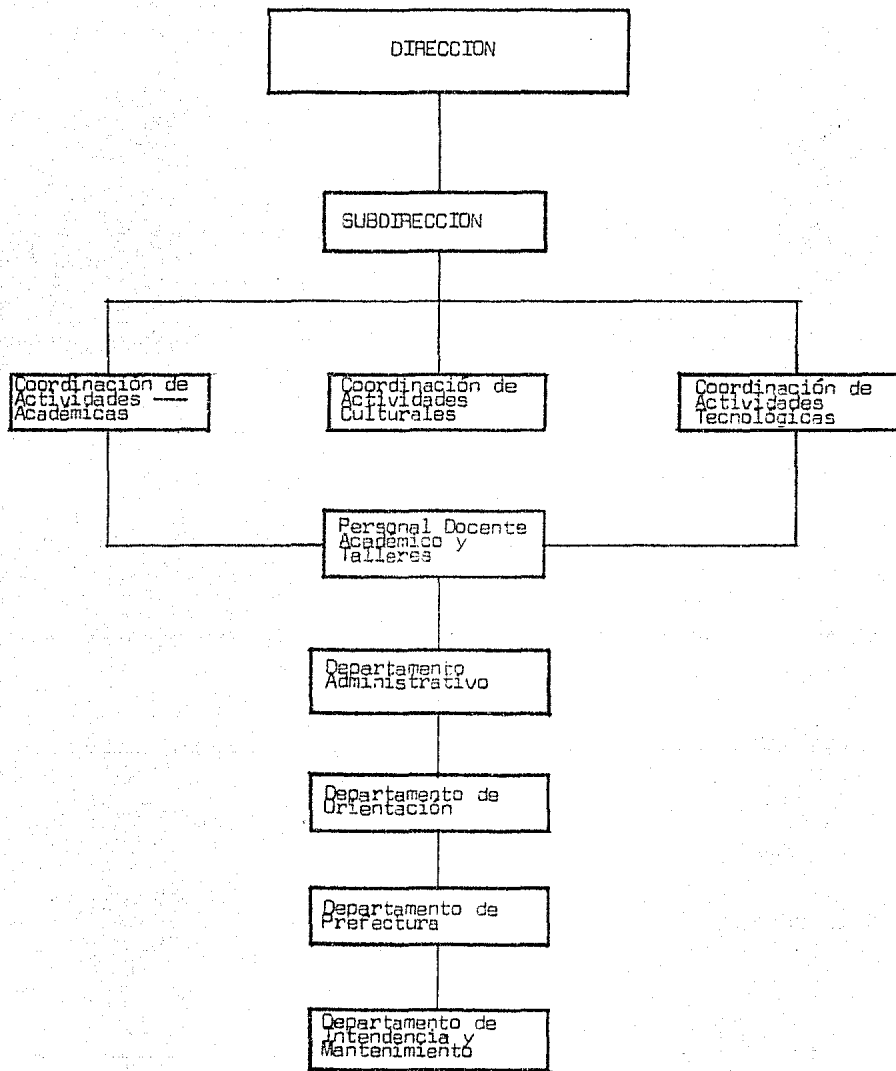 DIRECCION
SUBDIRECCION
Coordinación de
Actividades —
Académicas
Coordinación de
Actividades
Culturales
Coordinación de
Actividades
Tecnológicas
Personal Docente
Académico y
Talleres
Departamento
Administrativo
Departamento de
Orientación
Departamento de
Prefectura
Departamento de
Intendencia y
Mantenimiento